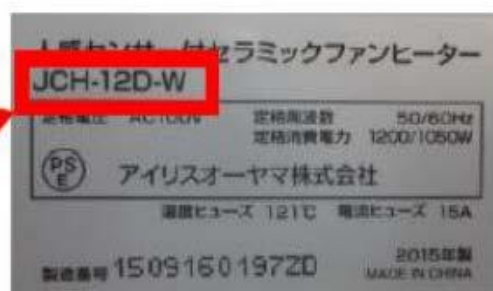 人感センサー付セラミックファンヒーター
JCH-12D-W
定格電圧 AC100V 定格周波数 50/60Hz
定格消費電力 1200/1050W
PSE アイリスオーヤマ株式会社
温度ヒューズ 121℃ 電流ヒューズ 15A
製造番号 1509160197ZD 2015年製
MADE IN CHINA